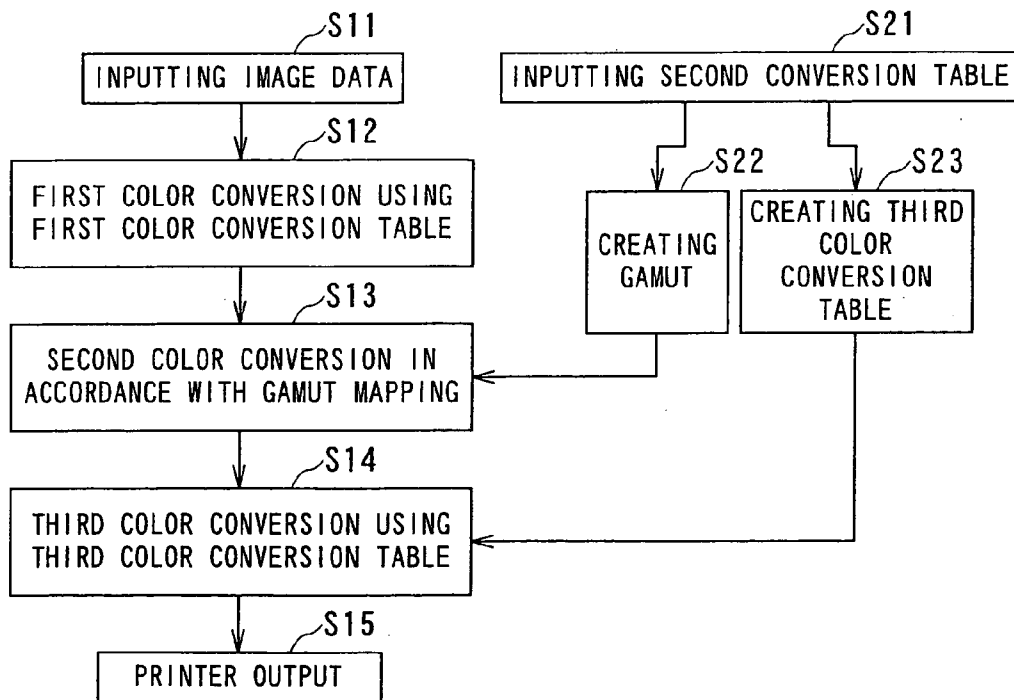 S11
INPUTTING IMAGE DATA
S12
FIRST COLOR CONVERSION USING
FIRST COLOR CONVERSION TABLE
S13
SECOND COLOR CONVERSION IN
ACCORDANCE WITH GAMUT MAPPING
S14
THIRD COLOR CONVERSION USING
THIRD COLOR CONVERSION TABLE
S15
PRINTER OUTPUT
S21
INPUTTING SECOND CONVERSION TABLE
S22
CREATING
GAMUT
S23
CREATING THIRD
COLOR
CONVERSION
TABLE